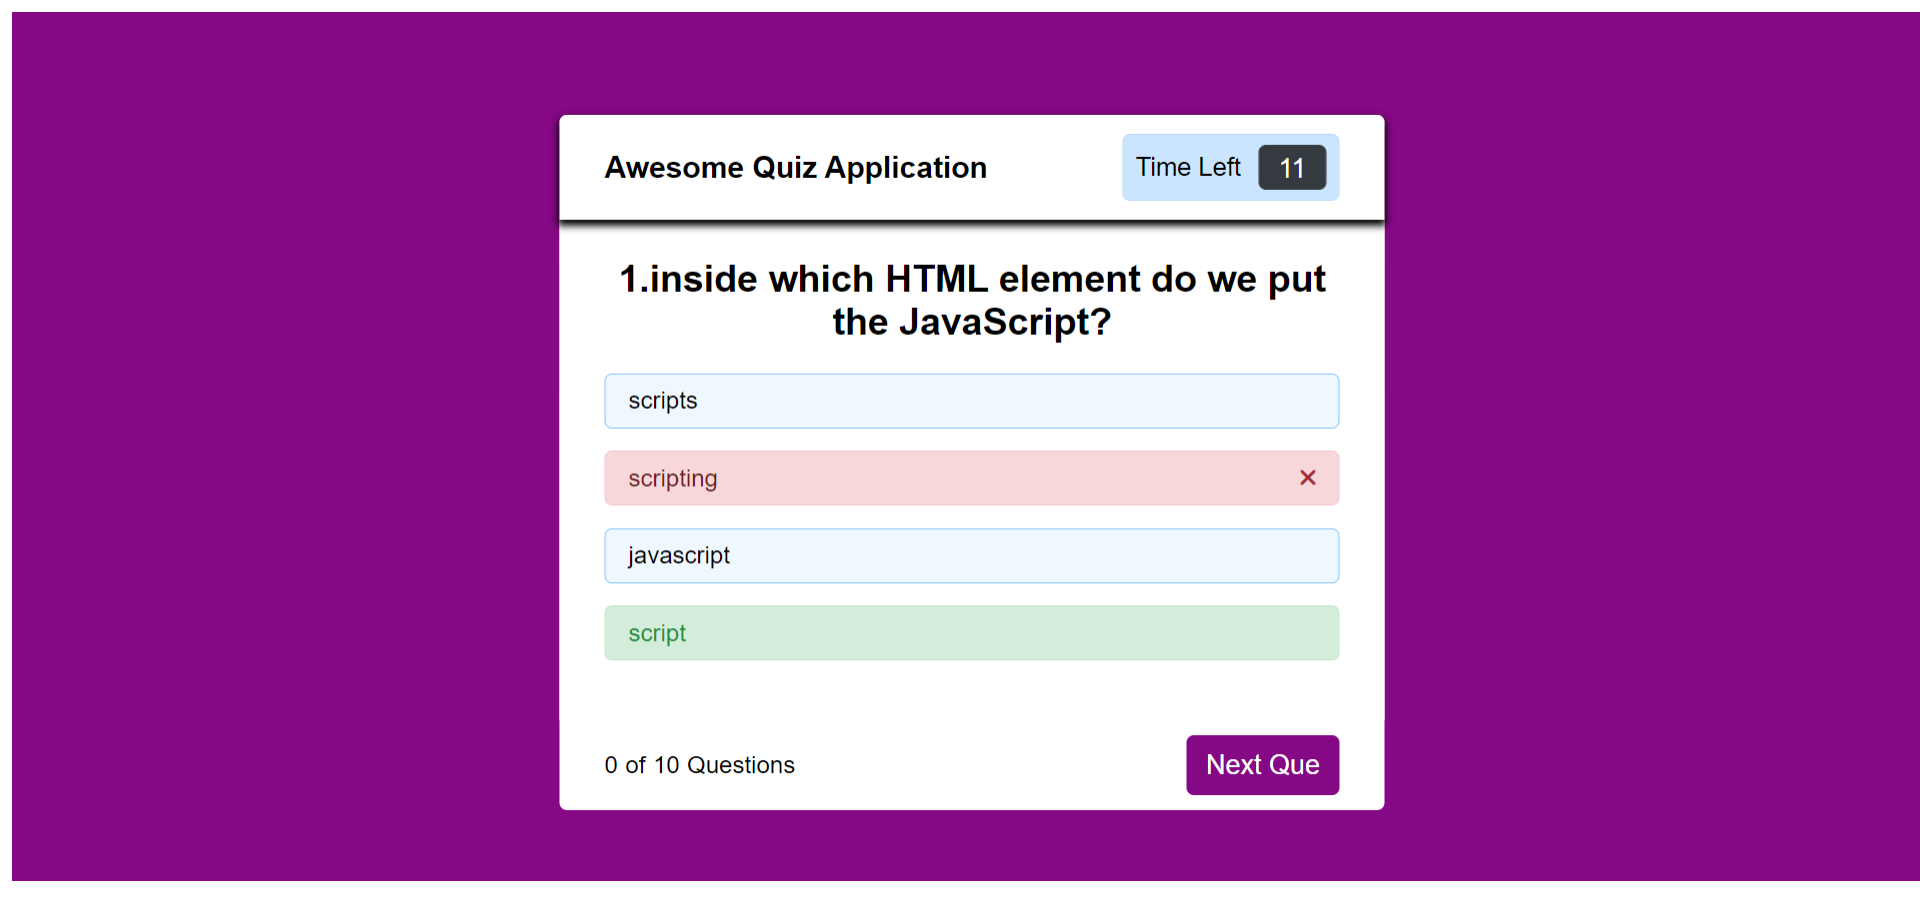 Awesome Quiz Application
Time Left 11
1.inside which HTML element do we put
the JavaScript?
scripts
scripting
javascript
script
0 of 10 Questions
Next Que